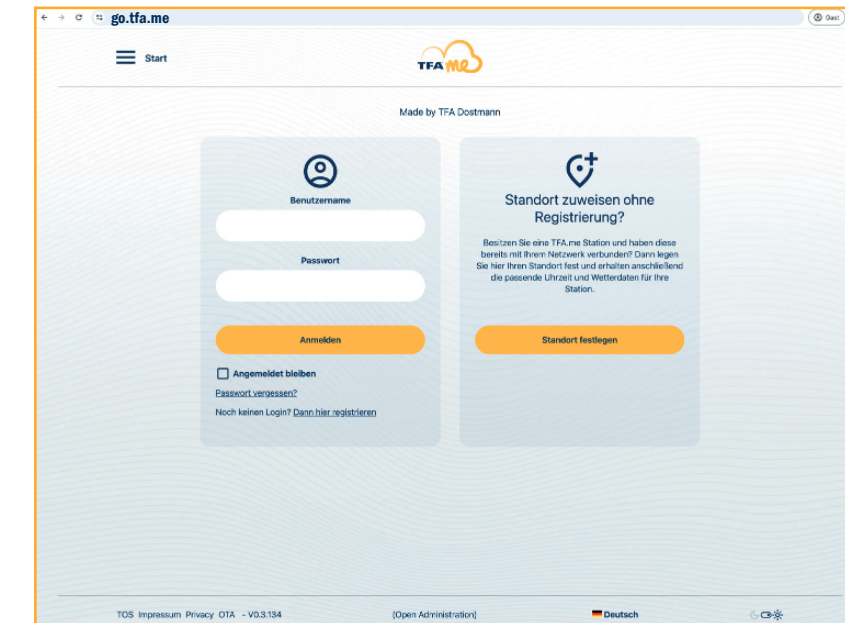 go.tfa.me
Gast
Start
TFA me
Made by TFA Dostmann
Benutzername
Passwort
Anmelden
Angemeldet bleiben
Passwort vergessen?
Noch keinen Login? Dann hier registrieren
Standort zuweisen ohne
Registrierung?
Besitzen Sie eine TFA.me Station und haben diese
bereits mit Ihrem Netzwerk verbunden? Dann legen
Sie hier Ihren Standort fest und erhalten anschließend
die passende Uhrzeit und Wetterdaten für Ihre
Station.
Standort festlegen
TOS Impressum Privacy OTA - V0.3.134
(Open Administration)
Deutsch